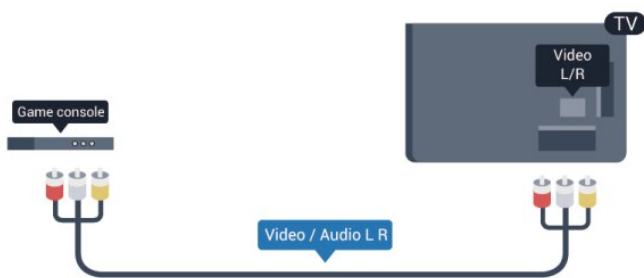 TV
Video
L/R
Game console
Video / Audio L R